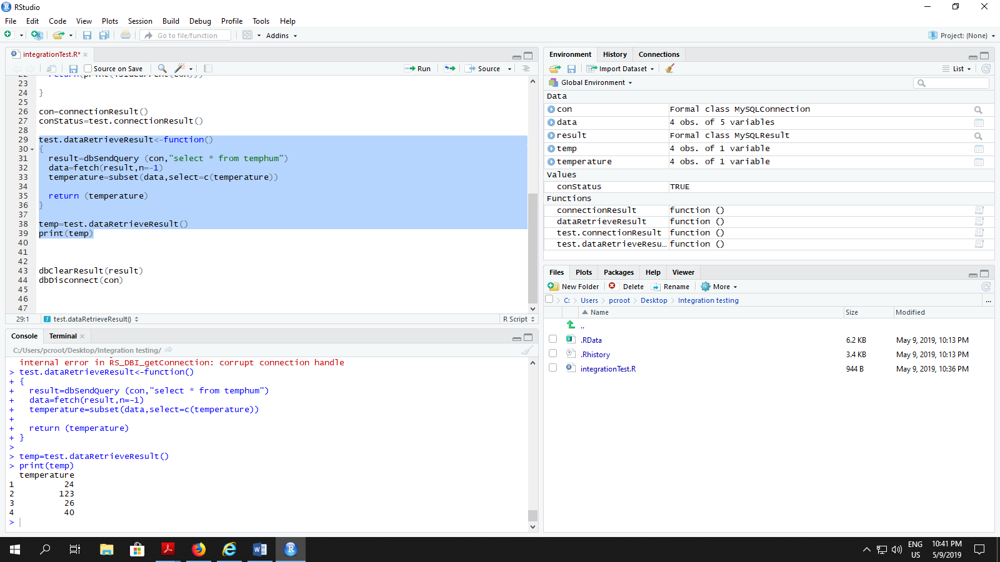 RStudio
File Edit Code View Plots Session Build Debug Profile Tools Help
Go to file/function
Addins
Project: (None)
integrationTest.R*
Source on Save
Run
Source
22
23
24 }
25
26 con=connectionResult()
27 conStatus=test.connectionResult()
28
29 test.dataRetrieveResult<-function()
30 {
31 result=dbSendQuery (con,"select * from temphum")
32 data=fetch(result,n=-1)
33 temperature=subset(data,select=c(temperature))
34
35 return (temperature)
36 }
37
38 temp=test.dataRetrieveResult()
39 print(temp)
40
41
42
43 dbClearResult(result)
44 dbDisconnect(con)
45
46
47
29:1 test.dataRetrieveResult() R Script
Console Terminal
C:/Users/pcroot/Desktop/Integration testing/
internal error in RS_DBI_getConnection: corrupt connection handle
> test.dataRetrieveResult<-function()
+ {
+ result=dbSendQuery (con,"select * from temphum")
+ data=fetch(result,n=-1)
+ temperature=subset(data,select=c(temperature))
+
+ return (temperature)
+ }
>
> temp=test.dataRetrieveResult()
> print(temp)
temperature
1 24
2 123
3 26
4 40
>
Environment History Connections
Import Dataset
List
Global Environment
Data
con Formal class MySQLConnection
data 4 obs. of 5 variables
result Formal class MySQLResult
temp 4 obs. of 1 variable
temperature 4 obs. of 1 variable
Values
conStatus TRUE
Functions
connectionResult function ()
dataRetrieveResult function ()
test.connectionResult function ()
test.dataRetrieveResu… function ()
Files Plots Packages Help Viewer
New Folder Delete Rename More
C: Users pcroot Desktop Integration testing ...
Name Size Modified
..
.RData 6.2 KB May 9, 2019, 10:13 PM
.Rhistory 3.4 KB May 9, 2019, 10:13 PM
integrationTest.R 944 B May 9, 2019, 10:36 PM
ENG
US
10:41 PM
5/9/2019